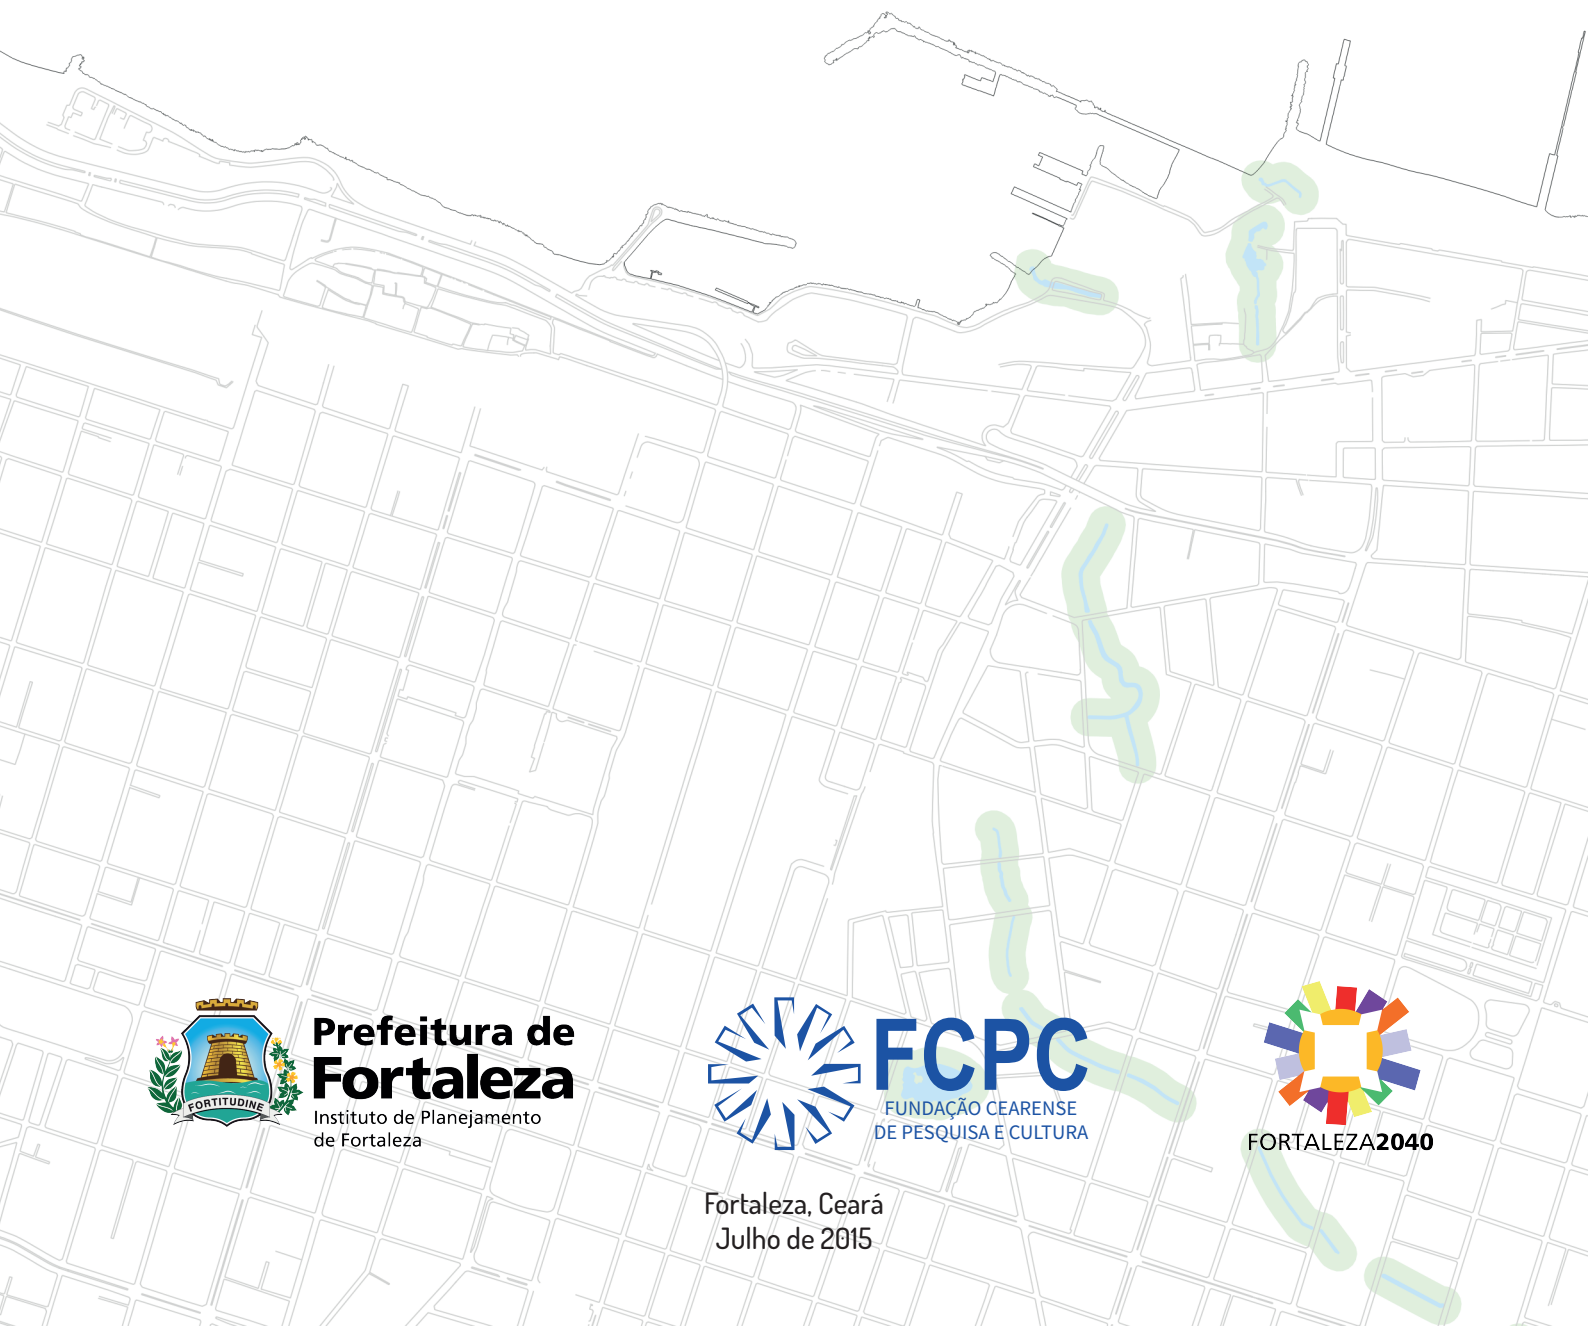 FORTITUDINE
Prefeitura de
Fortaleza
Instituto de Planejamento
de Fortaleza
FCPC
FUNDAÇÃO CEARENSE
DE PESQUISA E CULTURA
FORTALEZA2040
Fortaleza, Ceará
Julho de 2015